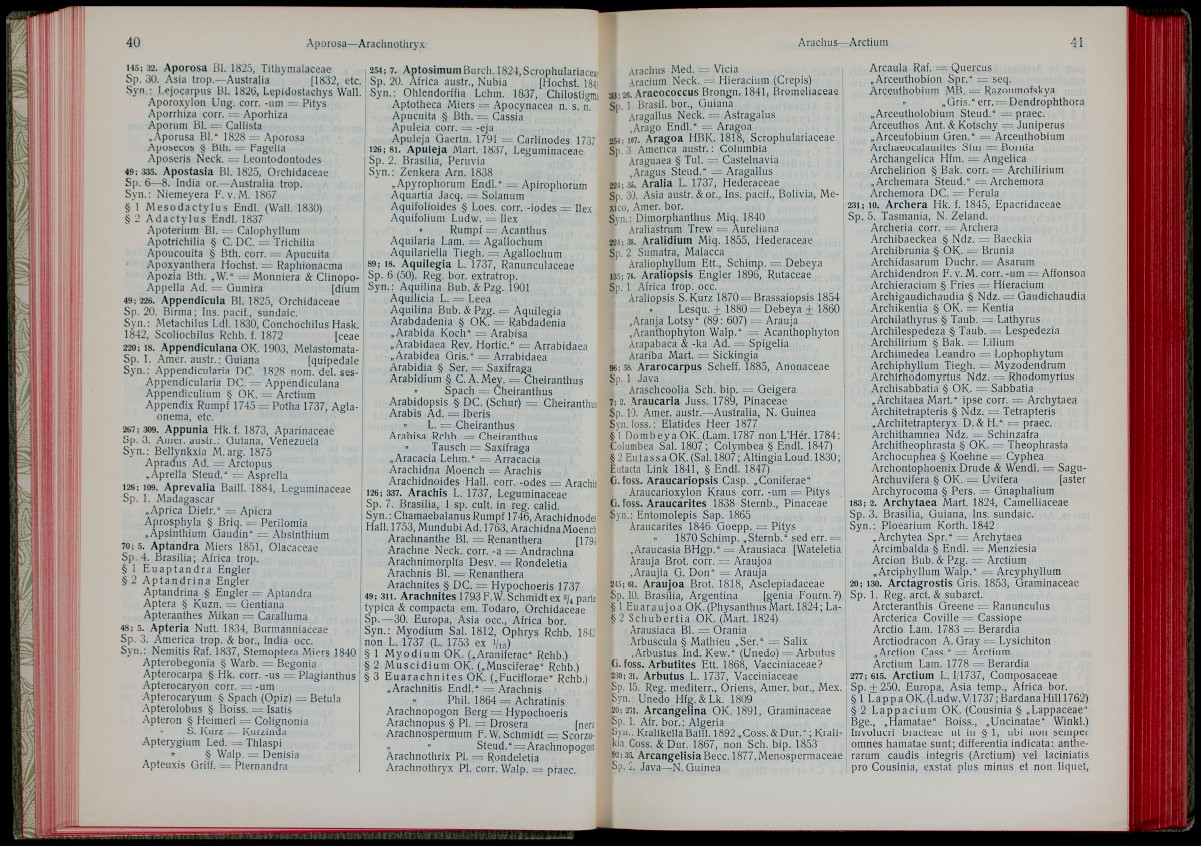 40
Aporosa—Arachnothryx
145; 32. Aporosa Bl. 1825, Tithymalaceae
Sp. 30. Asia trop.—Australia [1832, etc.
Syn.: Lejocarpus Bl. 1826, Lepidostachys Wall.
Aporoxylon Ung. corr. -um = Pitys
Aporrhiza corr. = Aporhiza
Aporum Bl. = Callista
„Aporusa Bl.“ 1828 = Aporosa
Aposecos § Bth. = Fagelia
Aposeris Neck. = Leontodontodes
49; 335. Apostasia Bl. 1825, Orchidaceae
Sp. 6—8. India or.—Australia trop.
Syn.: Niemeyera F. v. M. 1867
§ 1 Mesodactylus Endl. (Wall. 1830)
§ 2 Adactylus Endl. 1837
Apoterium Bl. = Calophyllum
Apotrichilia § C. DC. = Trichilia
Apoucouita § Bth. corr. = Apucuita
Apoxyanthera Hochst. = Raphionacma
Apozia Bth. „W.“ = Monniera & Clinopo-
Appella Ad. = Gumira [dium
49; 226. Appendicula Bl. 1825, Orchidaceae
Sp. 20. Birma; Ins. pacif., sundaic.
Syn.: Metachilus Ldl. 1830, Conchochilus Hask.
1842, Scoliochilus Rchb. f. 1872 [ceae
220; 18. Appendiculana OK. 1903, Melastomata-
Sp. 1. Amer. austr.: Guiana [quipedale
Syn.: Appendicularia DC. 1828 nom. del. ses-
Appendicularia DC. = Appendiculana
Appendiculium § OK. = Arctium
Appendix Rumpf 1745 = Potha 1737, Agla-
onema, etc.
267; 309. Appunia Hk. f. 1873, Aparinaceae
Sp. 3. Amer. austr.: Guiana, Venezuela
Syn.: Bellynkxia M. arg. 1875
Apradus Ad. = Arctopus
„Aprella Steud.“ = Asprella
126; 109. Aprevalia Baill. 1884, Leguminaceae
Sp. 1. Madagascar
„Aprica Dietr.“ = Apicra
Aprosphyla § Briq. = Perilomia
„Apsinthium Gaudin“ = Absinthium
70; 5. Aptandra Miers 1851, Olacaceae
Sp. 4. Brasilia; Africa trop.
§ 1 Euaptandra Engler
§ 2 Aptandrina Engler
Aptandrina § Engler = Aptandra
Aptera § Kuzn. = Gentiana
Apteranthes Mikan = Caralluma
48; 5. Apteria Nutt. 1834, Burmanniaceae
Sp. 3. America trop. & bor., India occ.
Syn.: Nemitis Raf. 1837, Stemoptera Miers 1840
Apterobegonia § Warb. = Begonia
Apterocarpa § Hk. corr. -us = Plagianthus
Apterocaryon corr. = -um
Apterocaryum § Spach (Opiz) = Betula
Apterolobus § Boiss. = Isatis
Apteron § Heimerl = Colignonia
„ S. Kurz = Kurzinda
Apterygium Led. = Thlaspi
„ § Walp. = Denisia
Apteuxis Griff. = Pternandra
254; 7. Aptosimum Burch. 1824, Scrophulariaceae
Sp. 20. Africa austr., Nubia [Hochst. 184
Syn.: Ohlendorffia Lehm. 1837, Chilostigm
Aptotheca Miers = Apocynacea n. s. n.
Apucuita § Bth. = Cassia
Apuleia corr. = -eja
Apuleja Gaertn. 1791 = Carlinodes 1737
126; 81. Apuleja Mart. 1837, Leguminaceae
Sp. 2. Brasilia, Peruvia
Syn.: Zenkera Arn. 1838
„Apyrophorum Endl.“ = Apirophorum
Aquartia Jacq. = Solanum
Aquifolioides § Loes. corr. -iodes = Ilex
Aquifolium Ludw. = Ilex
„ Rumpf = Acanthus
Aquilaria Lam. = Agallochum
Aquilariella Tiegh. = Agallochum
89; 18. Aquilegia L. 1737, Ranunculaceae
Sp. 6 (50). Reg. bor. extratrop.
Syn.: Aquilina Bub. & Pzg. 1901
Aquilicia L. = Leea
Aquilina Bub. & Pzg. = Aquilegia
Arabdadenia § OK. = Rabdadenia
„Arabida Koch“ = Arabisa
„Arabidaea Rev. Hortic.“ = Arrabidaea
„Arabidea Gris.“ = Arrabidaea
Arabidia § Ser. = Saxifraga
Arabidium § C. A. Mey. = Cheiranthus
„ Spach = Cheiranthus
Arabidopsis § DC. (Schur) = Cheiranthus
Arabis Ad. = Iberis
„ L. = Cheiranthus
Arabisa Rchb. = Cheiranthus
„ Tausch = Saxifraga
„Aracacia Lehm.“ = Arracacia
Arachidna Moench = Arachis
Arachidnoides Hall. corr. -odes = Arachis
126; 337. Arachis L. 1737, Leguminaceae
Sp. 7. Brasilia, 1 sp. cult. in reg. calid.
Syn.: Chamaebalanus Rumpf 1746, Arachidnodes
Hall. 1753, Mundubi Ad. 1763, Arachidna Moench
Arachnanthe Bl. = Renanthera [179
Arachne Neck. corr. -a = Andrachna
Arachnimorpha Desv. = Rondeletia
Arachnis Bl. = Renanthera
Arachnites § DC. = Hypochoeris 1737
49; 311. Arachnites 1793 F. W. Schmidt ex ¾ parte
typica & compacta em. Todaro, Orchidaceae
Sp.—30. Europa, Asia occ., Africa bor.
Syn.: Myodium Sal. 1812, Ophrys Rchb. 184
non L. 1737 (L. 1753 ex 1/15)
§ 1 Myodium OK. („Araniferae“ Rchb.)
§ 2 Muscidium OK. („Musciferae“ Rchb.)
§ 3 Euarachnites OK. („Fuciflorae“ Rchb.)
„Arachnitis Endl.“ = Arachnis
„ Phil. 1864 = Achratinis
Arachnopogon Berg = Hypochoeris
Arachnopus § Pl. = Drosera [nera
Arachnospermum F. W. Schmidt = Scorzo-
„ „ Steud.“ = Arachnopogon
Arachnothrix Pl. = Rondeletia
Arachnothryx Pl. corr. Walp. = praec.
Arachus—Arctium
41
Arachus Med. = Vicia
Aracium Neck. = Hieracium (Crepis)
33; 26. Aracococcus Brongn. 1841, Bromeliaceae
Sp. 1 Brasil. bor., Guiana
Aragallus Neck. = Astragalus
„Arago Endl.“ = Aragoa
254; 107. Aragoa HBK. 1818, Scrophulariaceae
Sp. 3 America austr.: Columbia
Araguaea § Tul. = Castelnavia
„Aragus Steud.“ = Aragallus
224; 35. Aralia L. 1737, Hederaceae
Sp. 30. Asia austr. & or., Ins. pacif., Bolivia, Me-
xico, Amer. bor.
Syn.: Dimorphanthus Miq. 1840
Araliastrum Trew = Aureliana
224; 38. Aralidium Miq. 1855, Hederaceae
Sp. 2. Sumatra, Malacca
Araliophyllum Ett., Schimp. = Debeya
135; 74. Araliopsis Engler 1896, Rutaceae
Sp. 1. Africa trop. occ.
Araliopsis S. Kurz 1870 = Brassaiopsis 1854
„ Lesqu. ± 1880 = Debeya ± 1860
„Aranja Lotsy“ (89: 607) = Arauja
„Aranthophyton Walp.“ = Acanthophyton
Arapabaca & -ka Ad. = Spigelia
Arariba Mart. = Sickingia
96; 58. Ararocarpus Scheff. 1885, Anonaceae
Sp. 1 Java
Araschcoolia Sch. bip. = Geigera
7; 2. Araucaria Juss. 1789, Pinaceae
Sp. 10. Amer. austr.—Australia, N. Guinea
Syn. foss.: Elatides Heer 1877
§ 1 Dombeya OK. (Lam. 1787 non L'Hér. 1784;
Columbea Sal. 1807; Colymbea § Endl. 1847)
§ 2 Eutassa OK. (Sal. 1807; Altingia Loud. 1830;
Eutacta Link 1841, § Endl. 1847)
G. foss. Araucariopsis Casp. „Coniferae“
Araucarioxylon Kraus corr. -um = Pitys
G. foss. Araucarites 1838 Sternb., Pinaceae
Syn.: Entomolepis Sap. 1865
Araucarites 1846 Goepp. = Pitys
„ 1870 Schimp. „Sternb.“ sed err. =
„Araucasia BHgp.“ = Arausiaca [Wateletia
Arauja Brot. corr. = Araujoa
„Araujia G. Don“ = Arauja
245; 61. Araujoa Brot. 1818, Asclepiadaceae
Sp. 10. Brasilia, Argentina [genia Fourn. ?)
§ 1 Euaraujoa OK. (Physanthus Mart. 1824; La-
§ 2 Schubertia OK. (Mart. 1824)
Arausiaca Bl. = Orania
Arbuscula § Mathieu „Ser.“ = Salix
„Arbustus Ind. Kew.“ (Unedo) = Arbutus
G. foss. Arbutites Ett. 1868, Vacciniaceae?
230; 31. Arbutus L. 1737, Vacciniaceae
Sp. 15. Reg. mediterr., Oriens, Amer. bor., Mex.
Syn.: Unedo Hfg. & Lk. 1809
20; 271. Arcangelina OK. 1891, Graminaceae
Sp. 1. Afr. bor.: Algeria
Syn.: Kralikella Baill. 1892 „Coss. & Dur.“; Krali-
kia Coss. & Dur. 1867, non Sch. bip. 1853
92; 35. Arcangelisia Becc. 1877, Menospermaceae
Sp. 2. Java—N. Guinea
Arcaula Raf. = Quercus
„Arceuthobion Spr.“ = seq.
Arceuthobium MB. = Razoumofskya
„ „Gris.“ err. = Dendrophthora
„Arceutholobium Steud.“ = praec.
Arceuthos Ant. & Kotschy = Juniperus
„Arceutobium Gren.“ = Arceuthobium
Archaeocalamites Stur = Bornia
Archangelica Hfm. = Angelica
Archelirion § Bak. corr. = Archilirium
„Archemara Steud.“ = Archemora
Archemora DC. = Ferula
231; 10. Archera Hk. f. 1845, Epacridaceae
Sp. 5. Tasmania, N. Zeland.
Archeria corr. = Archera
Archibaeckea § Ndz. = Baeckia
Archibrunia § OK. = Brunia
Archidasarum Duchr. = Asarum
Archidendron F. v. M. corr. -um = Affonsoa
Archieracium § Fries = Hieracium
Archigaudichaudia § Ndz. = Gaudichaudia
Archikentia § OK. = Kentia
Archilathyrus § Taub. = Lathyrus
Archilespedeza § Taub. = Lespedezia
Archilirium § Bak. = Lilium
Archimedea Leandro = Lophophytum
Archiphyllum Tiegh. = Myzodendrum
Archirhodomyrtus Ndz. = Rhodomyrtus
Archisabbatia § OK. = Sabbatia
„Architaea Mart.“ ipse corr. = Archytaea
Architetrapteris § Ndz. = Tetrapteris
„Architetrapteryx D. & H.“ = praec.
Archithamnea Ndz. = Schinzafra
Architheophrasta § OK. = Theophrasta
Archocuphea § Koehne = Cyphea
Archontophoenix Drude & Wendl. = Sagu-
Archuvifera § OK. = Uvifera [aster
Archyrocoma § Pers. = Gnaphalium
183; 2. Archytaea Mart. 1824, Camelliaceae
Sp. 3. Brasilia, Guiana, Ins. sundaic.
Syn.: Ploearium Korth. 1842
„Archytea Spr.“ = Archytaea
Arcimbalda § Endl. = Menziesia
Arcion Bub. & Pzg. = Arctium
„Arciphyllum Walp.“ = Arcyphyllum
20; 130. Arctagrostis Gris. 1853, Graminaceae
Sp. 1. Reg. arct. & subarct.
Arcteranthis Greene = Ranunculus
Arcterica Coville = Cassiope
Arctio Lam. 1783 = Berardia
Arctiodracon A. Gray = Lysichiton
„Arction Cass.“ = Arctium
Arctium Lam. 1778 = Berardia
277; 615. Arctium L. 1/1737, Composaceae
Sp. ± 250. Europa, Asia temp., Africa bor.
§ 1 Lappa OK. (Ludw. V/1737; Bardana Hill 1762)
§ 2 Lappacium OK. (Cousinia § „Lappaceae“
Bge., „Hamatae“ Boiss., „Uncinatae“ Winkl.)
Involucri bracteae ut in § 1, ubi non semper
omnes hamatae sunt; differentia indicata: anthe-
rarum caudis integris (Arctium) vel laciniatis
pro Cousinia, exstat plus minus et non liquet,